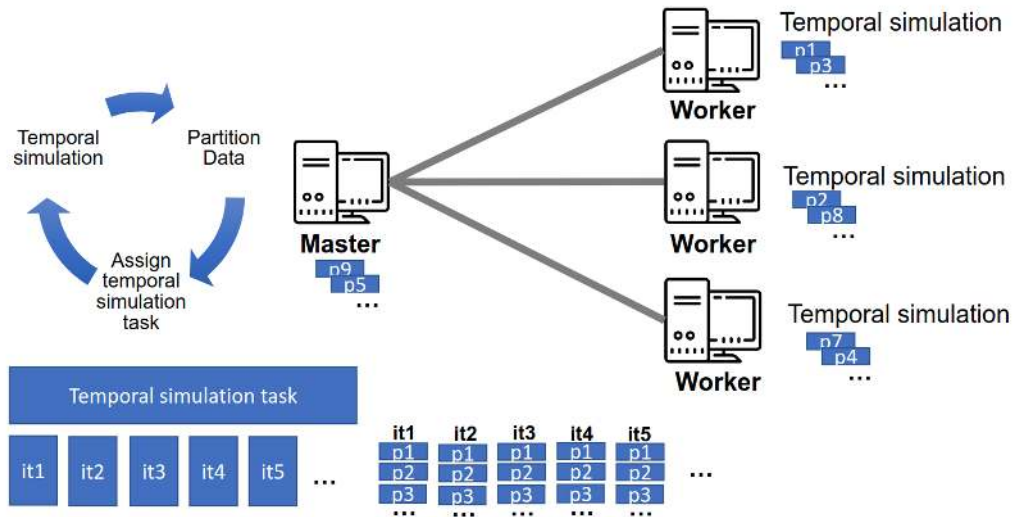 Temporal
simulation
Partition
Data
Assign
temporal
simulation
task
Master
p9
p5
...
Worker
Temporal simulation
p1
p3
...
Worker
Temporal simulation
p2
p8
...
Worker
Temporal simulation
p7
p4
...
Temporal simulation task
it1 it2 it3 it4 it5 ...
it1 it2 it3 it4 it5
p1 p1 p1 p1 p1
p2 p2 p2 p2 p2 ...
p3 p3 p3 p3 p3
... ... ... ... ...